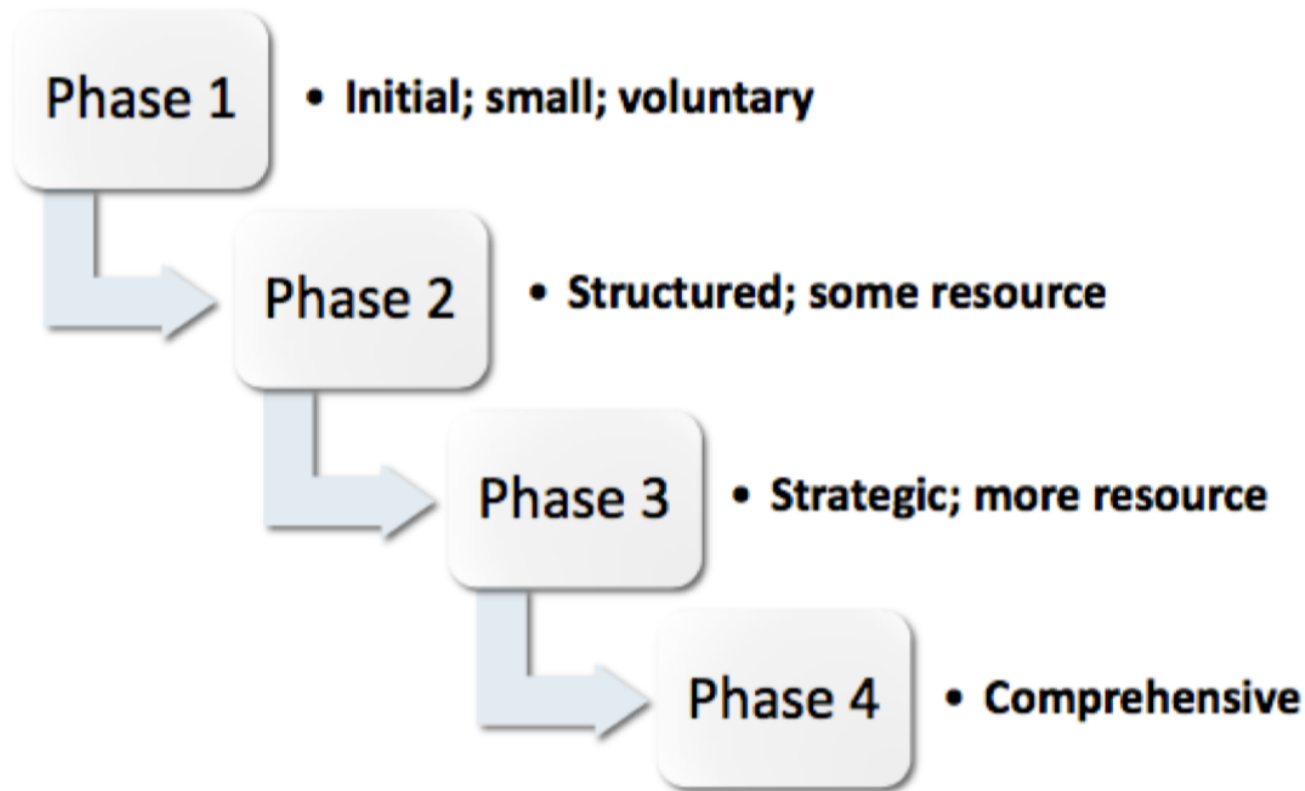 Phase 1
• Initial; small; voluntary
Phase 2
• Structured; some resource
Phase 3
• Strategic; more resource
Phase 4
• Comprehensive